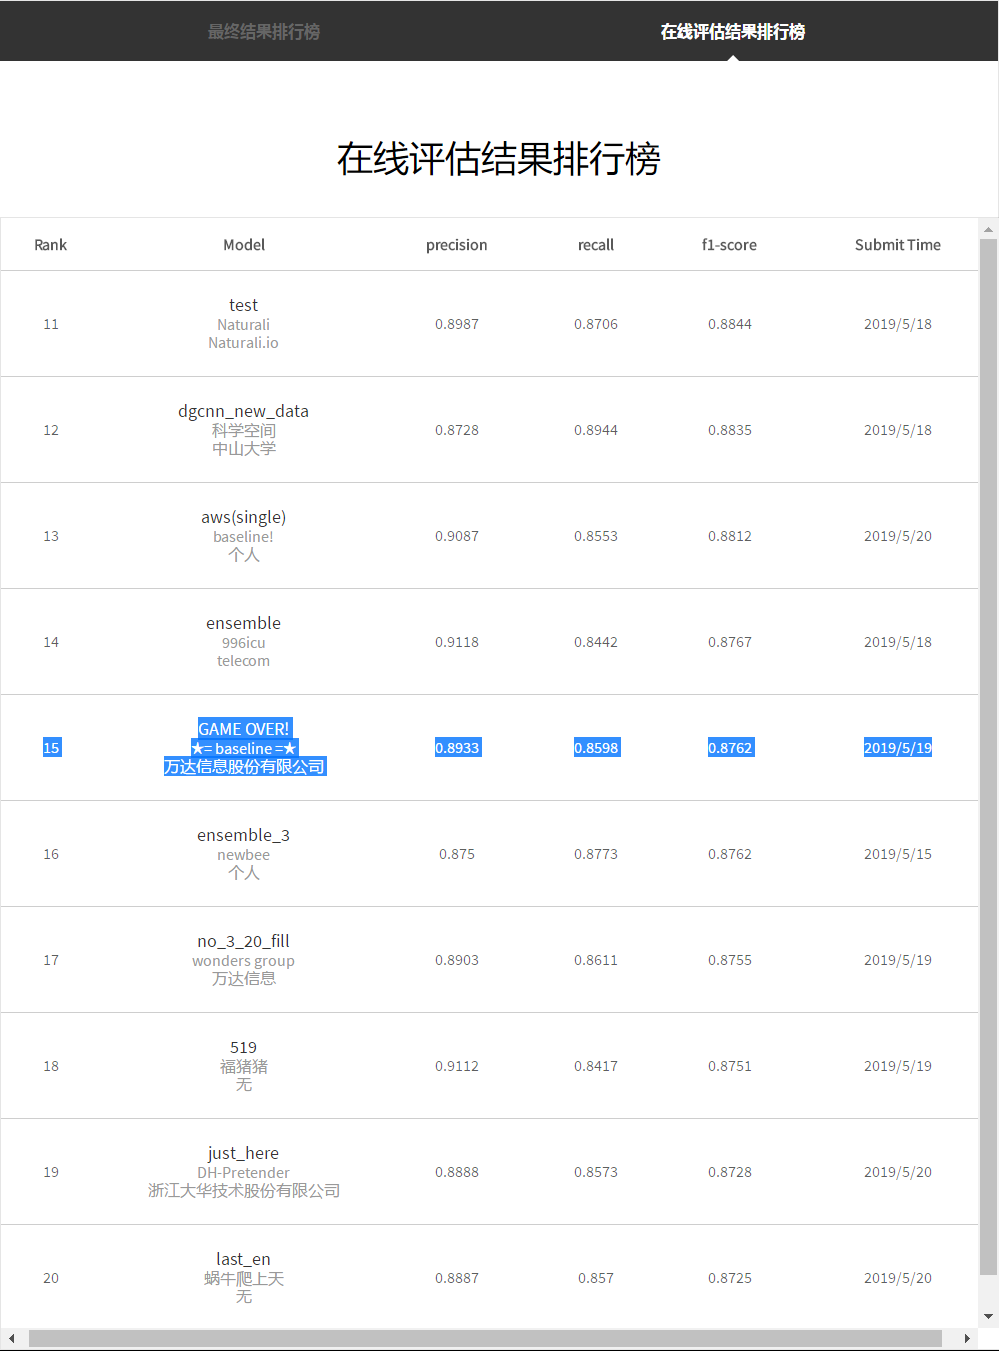 最终结果排行榜 在线评估结果排行榜
在线评估结果排行榜
Rank Model precision recall f1-score Submit Time
test
11 Naturali 0.8987 0.8706 0.8844 2019/5/18
Naturali.io
dgcnn_new_data
12 科学空间 0.8728 0.8944 0.8835 2019/5/18
中山大学
aws(single)
13 baseline! 0.9087 0.8553 0.8812 2019/5/20
个人
ensemble
14 996icu 0.9118 0.8442 0.8767 2019/5/18
telecom
GAME OVER!
15 ★= baseline =★ 0.8933 0.8598 0.8762 2019/5/19
万达信息股份有限公司
ensemble_3
16 newbee 0.875 0.8773 0.8762 2019/5/15
个人
no_3_20_fill
17 wonders group 0.8903 0.8611 0.8755 2019/5/19
万达信息
519
18 福猪猪 0.9112 0.8417 0.8751 2019/5/19
无
just_here
19 DH-Pretender 0.8888 0.8573 0.8728 2019/5/20
浙江大华技术股份有限公司
last_en
20 蜗牛爬上天 0.8887 0.857 0.8725 2019/5/20
无